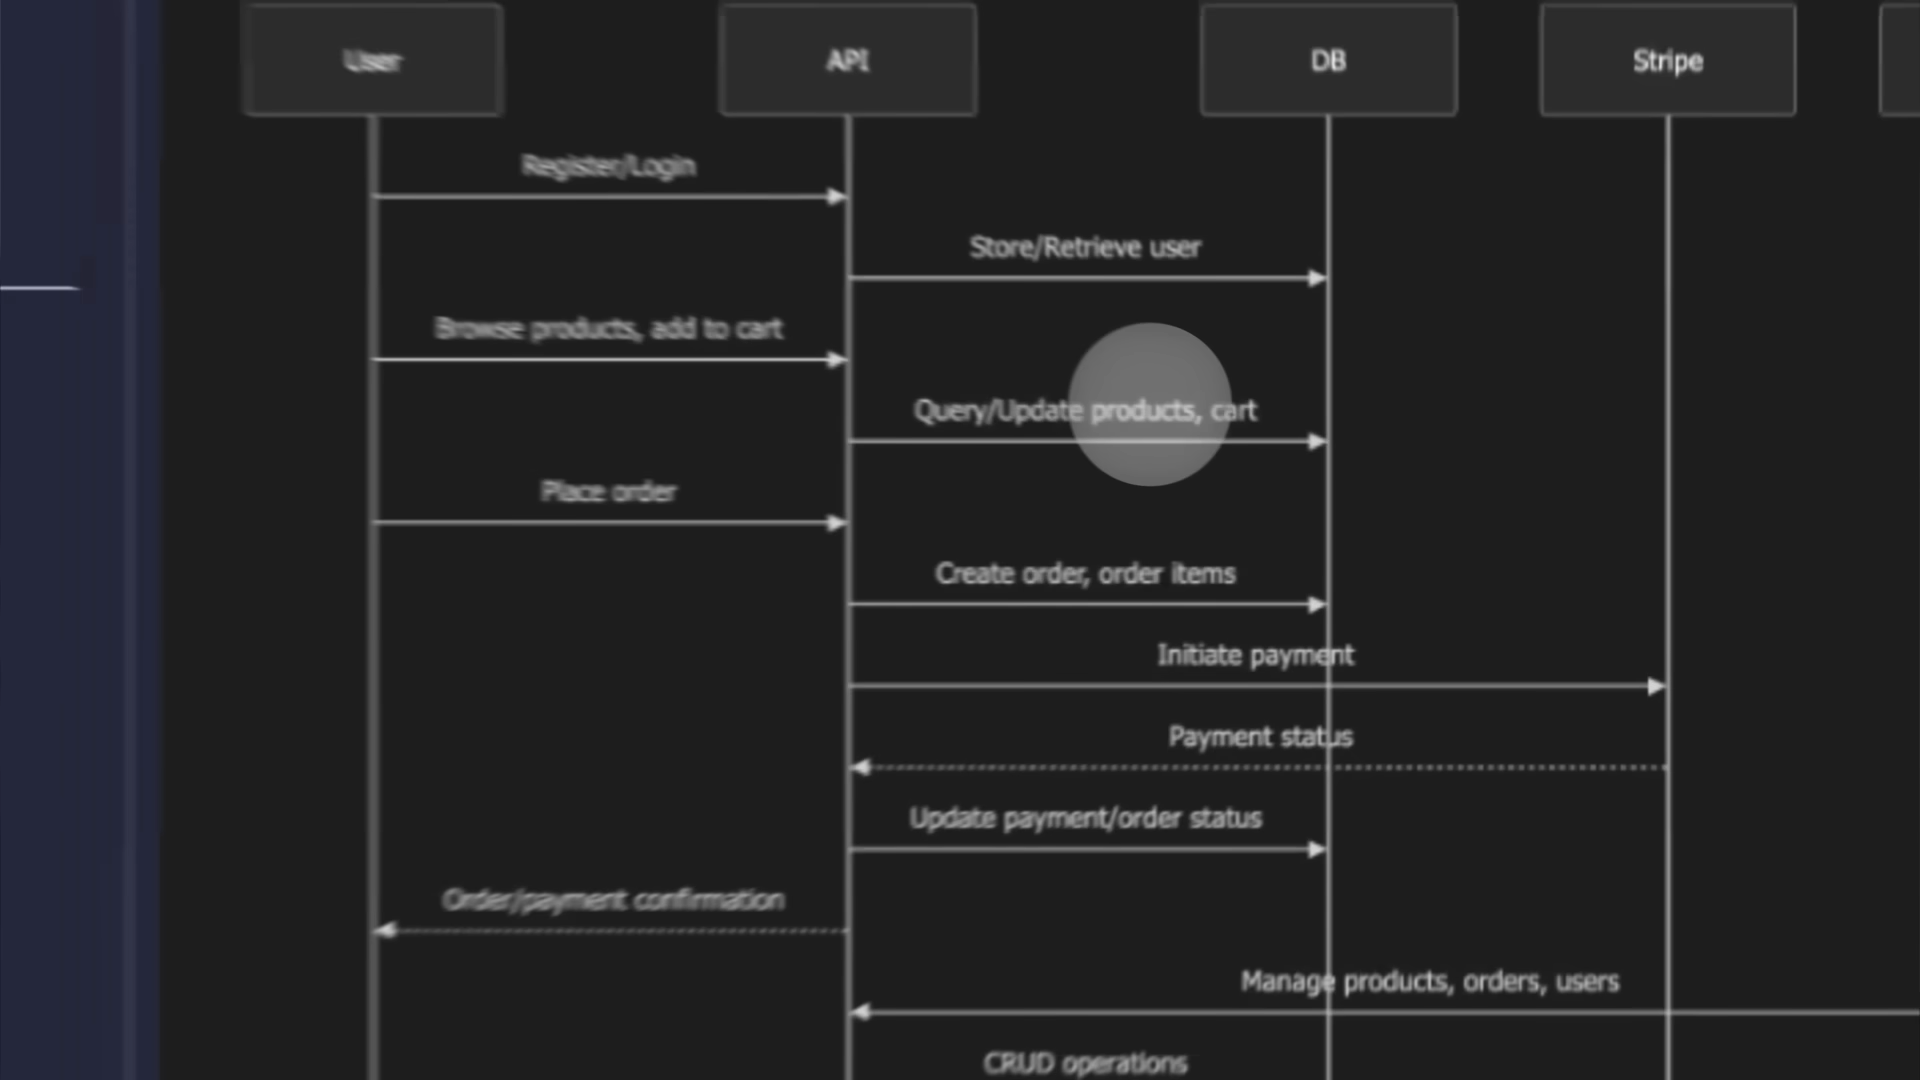 User
API
DB
Stripe
Register/Login
Store/Retrieve user
Browse products, add to cart
Query/Update products, cart
Place order
Create order, order items
Initiate payment
Payment status
Update payment/order status
Order/payment confirmation
Manage products, orders, users
CRUD operations